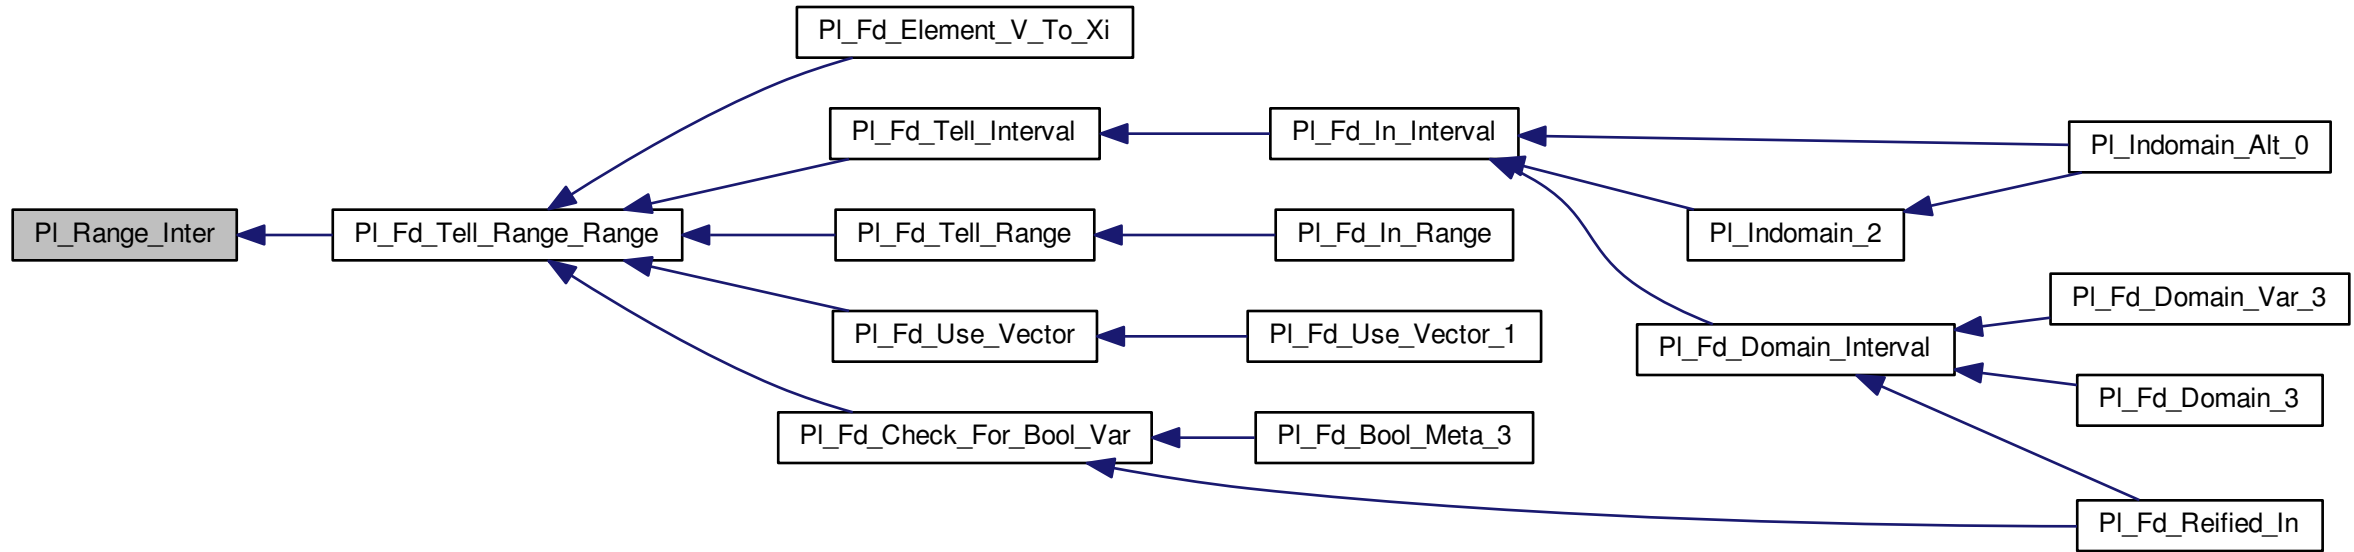 Pl_Fd_Element_V_To_Xi
Pl_Fd_Tell_Interval
Pl_Fd_In_Interval
Pl_Indomain_Alt_0
Pl_Range_Inter
Pl_Fd_Tell_Range_Range
Pl_Fd_Tell_Range
Pl_Fd_In_Range
Pl_Indomain_2
Pl_Fd_Domain_Var_3
Pl_Fd_Use_Vector
Pl_Fd_Use_Vector_1
Pl_Fd_Domain_Interval
Pl_Fd_Domain_3
Pl_Fd_Check_For_Bool_Var
Pl_Fd_Bool_Meta_3
Pl_Fd_Reified_In